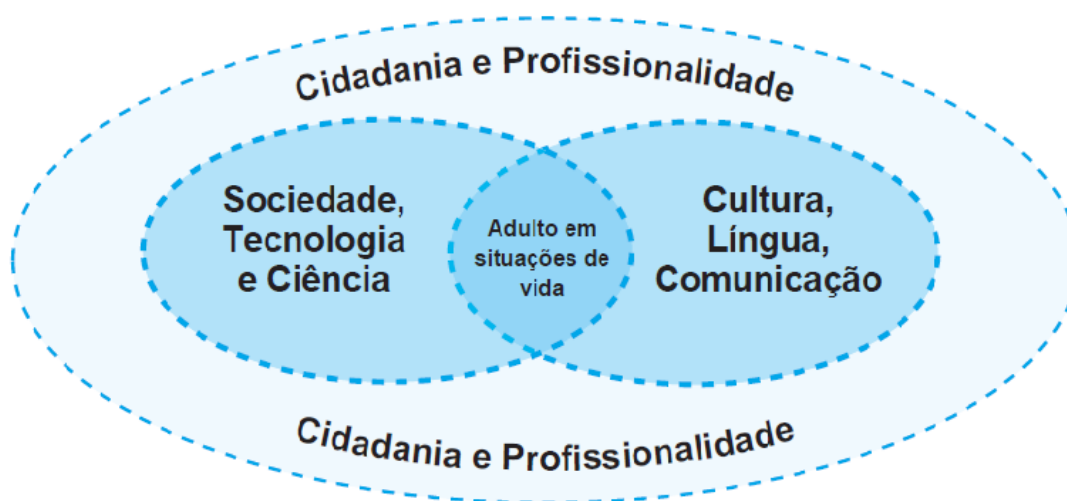 Cidadania e Profissionalidade
Sociedade,
Tecnologia
e Ciência
Adulto em
situações de
vida
Cultura,
Língua,
Comunicação
Cidadania e Profissionalidade